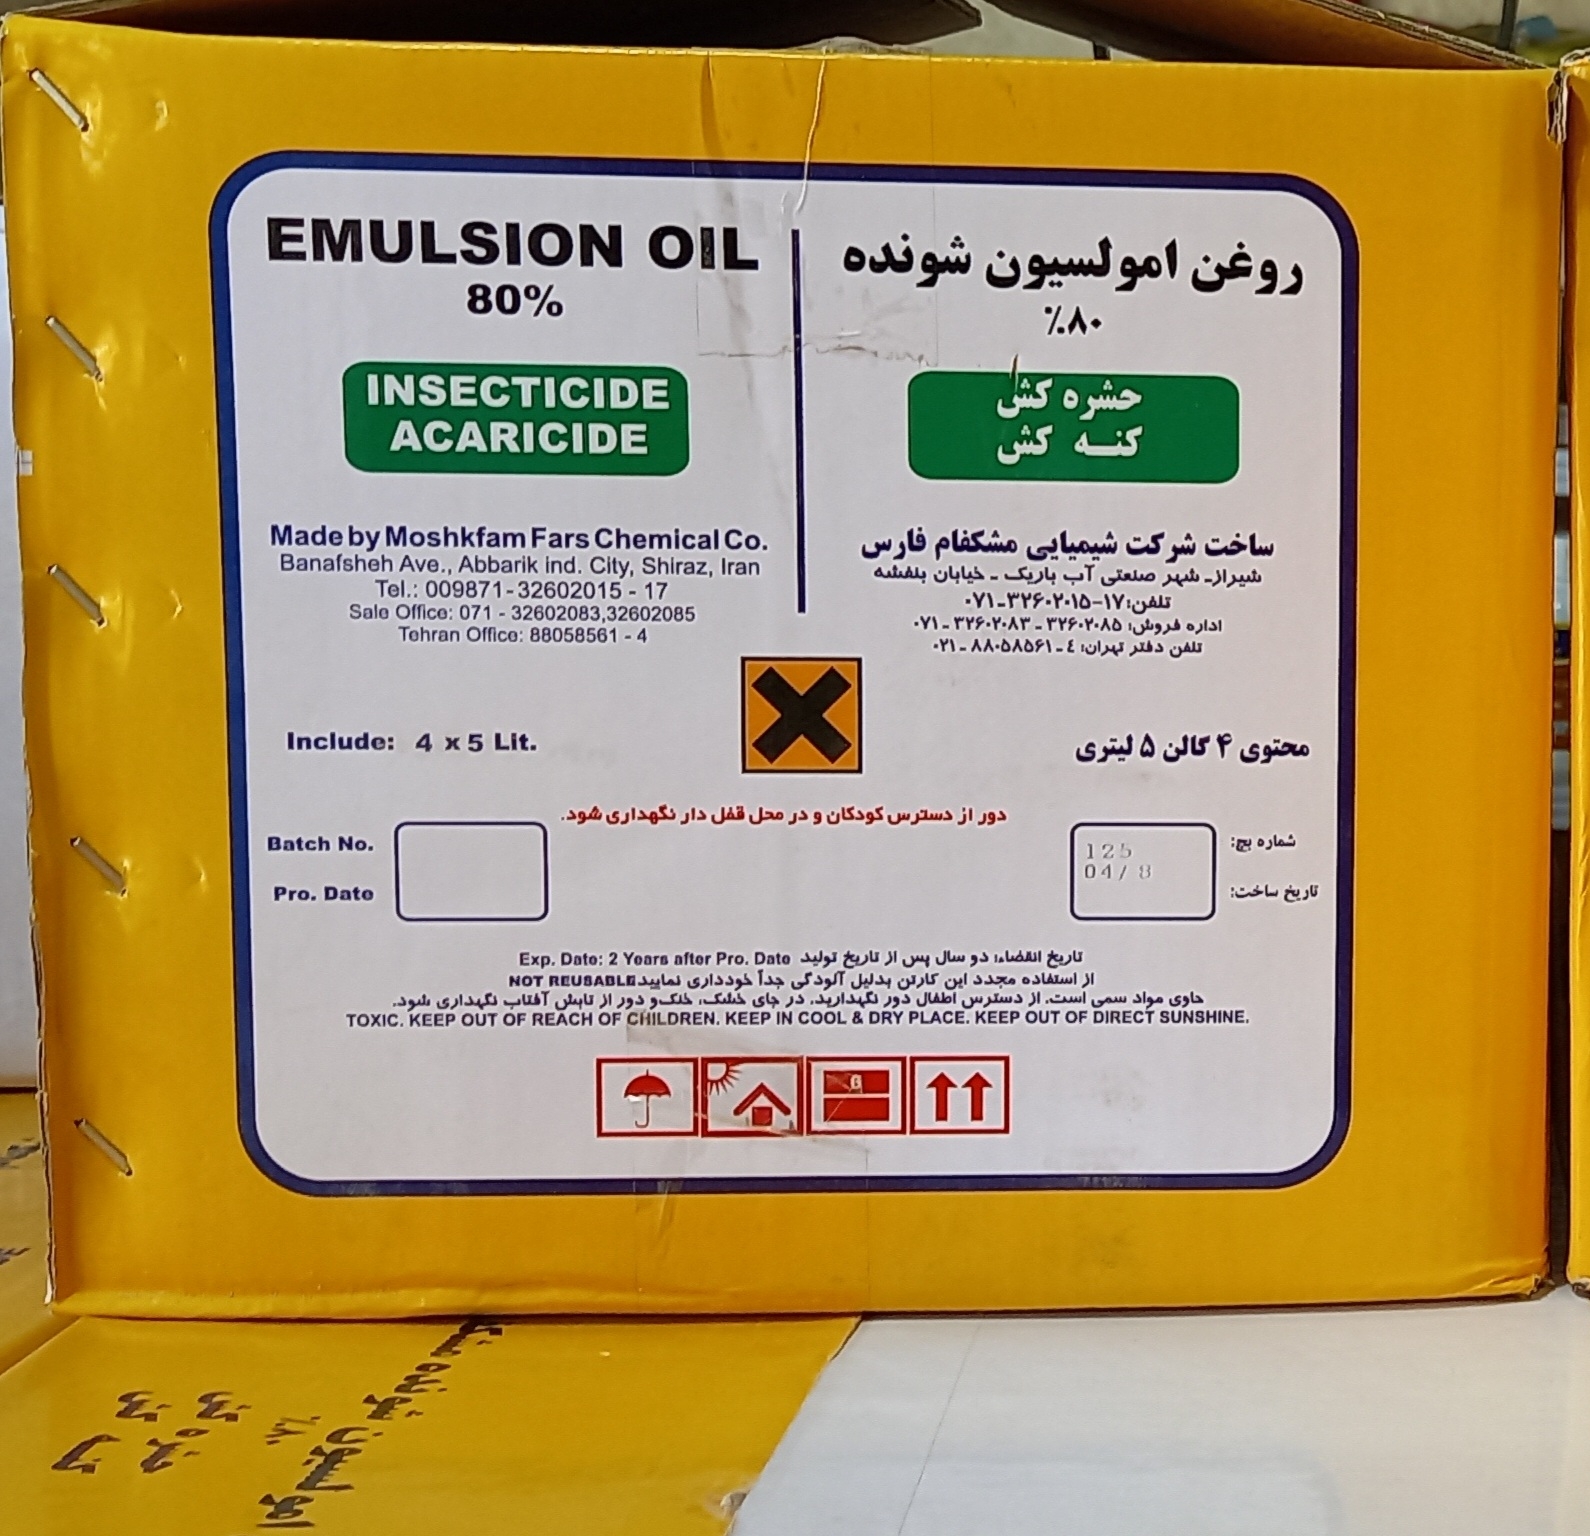 EMULSION OIL
80%
INSECTICIDE
ACARICIDE
Made by Moshkfam Fars Chemical Co.
Banafsheh Ave., Abbarik ind. City, Shiraz, Iran
Tel.: 009871-32602015 - 17
Sale Office: 071 - 32602083,32602085
Tehran Office: 88058561 - 4
روغن امولسیون شونده
٪۸۰
حشره کش
کنه کش
ساخت شرکت شیمیایی مشکفام فارس
شیراز- شهر صنعتی آب باریک - خیابان بنفشه
تلفن: ۱۷-۰۷۱-۳۲۶۰۲۰۱۵
اداره فروش: ۳۲۶۰۲۰۸۵ - ۳۲۶۰۲۰۸۳ - ۰۷۱
تلفن دفتر تهران: ٤ - ۸۸۰۵۸۵۶۱ - ۰۲۱
Include: 4 x 5 Lit.
محتوی ۴ گالن ۵ لیتری
دور از دسترس کودکان و در محل قفل دار نگهداری شود.
Batch No.
Pro. Date
شماره بچ:
125
04/ 8
تاریخ ساخت:
Exp. Date: 2 Years after Pro. Date تاریخ انقضاء: دو سال پس از تاریخ تولید
از استفاده مجدد این کارتن بدلیل آلودگی جداً خودداری نمایید NOT REUSABLE
حاوی مواد سمی است. از دسترس اطفال دور نگهدارید. در جای خشک، خنک و دور از تابش آفتاب نگهداری شود.
TOXIC. KEEP OUT OF REACH OF CHILDREN. KEEP IN COOL & DRY PLACE. KEEP OUT OF DIRECT SUNSHINE.
امولسیون شونده
٪۸۰